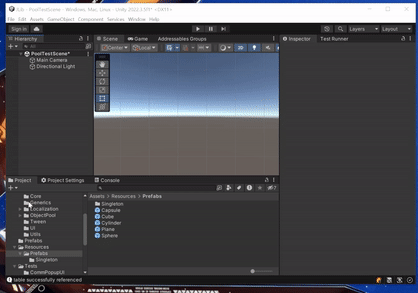 PoolTestScene - Windows, Mac, Linux - Unity 2022.2.5f1* <DX11>
File Edit Assets GameObject Component Services Window Help
Sign in
Layers
Layout
Hierarchy
Scene
Game
Addressables Groups
Inspector
Test Runner
All
Center
Local
2D
PoolTestScene*
Main Camera
Directional Light
Project
Project Settings
Console
Core
Generics
Localization
ObjectPool
Tween
UI
Utils
Prefabs
Resources
Prefabs
Singleton
Tests
CommPopupUI
Assets > Resources > Prefabs
Singleton
Capsule
Cube
Cylinder
Plane
Sphere
table successfully referenced